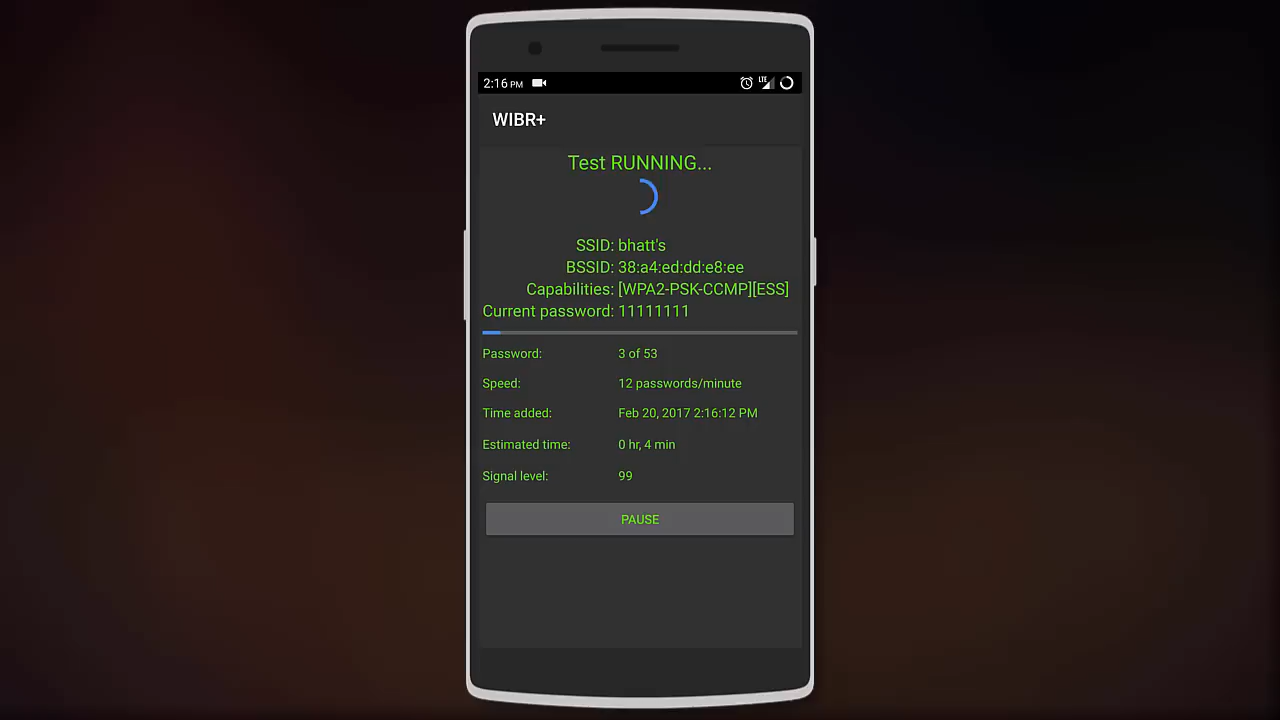 2:16 PM LTE
WIBR+
Test RUNNING...
SSID: bhatt's
BSSID: 38:a4:ed:dd:e8:ee
Capabilities: [WPA2-PSK-CCMP][ESS]
Current password: 11111111
Password: 3 of 53
Speed: 12 passwords/minute
Time added: Feb 20, 2017 2:16:12 PM
Estimated time: 0 hr, 4 min
Signal level: 99
PAUSE